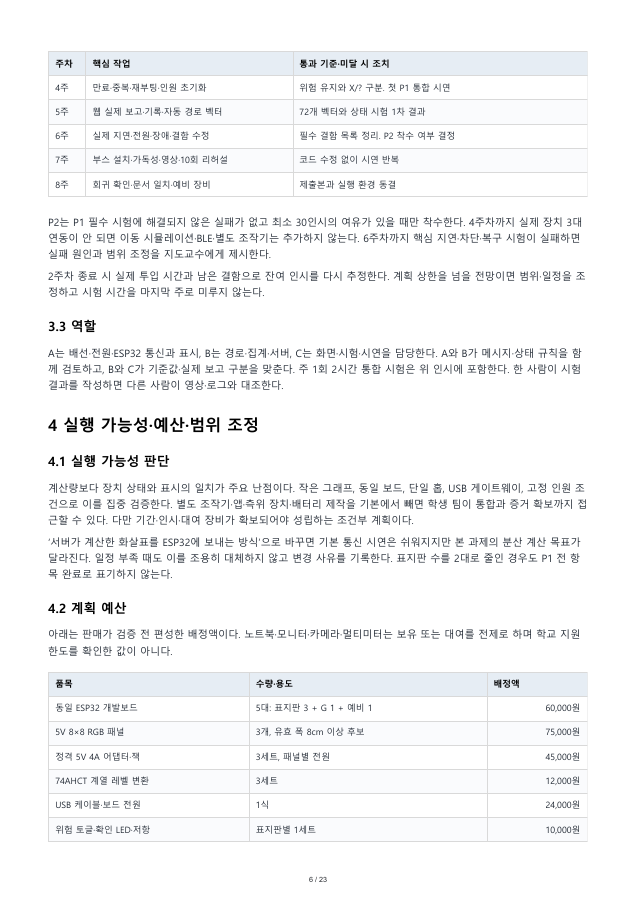 주차 핵심 작업 통과 기준·미달 시 조치
4주 만료·중복·재부팅·인원 초기화 위험 유지와 X/? 구분. 첫 P1 통합 시연
5주 웹 실제 보고·기록·자동 경로 벡터 72개 벡터와 상태 시험 1차 결과
6주 실제 지연·전원·장애·결함 수정 필수 결함 목록 정리. P2 착수 여부 결정
7주 부스 설치·가독성·영상·10회 리허설 코드 수정 없이 시연 반복
8주 회귀 확인·문서 일치·예비 장비 제출본과 실행 환경 동결
P2는 P1 필수 시험에 해결되지 않은 실패가 없고 최소 30인시의 여유가 있을 때만 착수한다. 4주차까지 실제 장치 3대
연동이 안 되면 이동 시뮬레이션·BLE·별도 조작기는 추가하지 않는다. 6주차까지 핵심 지연·차단·복구 시험이 실패하면
실패 원인과 범위 조정을 지도교수에게 제시한다.
2주차 종료 시 실제 투입 시간과 남은 결함으로 잔여 인시를 다시 추정한다. 계획 상한을 넘을 전망이면 범위·일정을 조
정하고 시험 시간을 마지막 주로 미루지 않는다.
3.3 역할
A는 배선·전원·ESP32 통신과 표시, B는 경로·집계·서버, C는 화면·시험·시연을 담당한다. A와 B가 메시지·상태 규칙을 함
께 검토하고, B와 C가 기준값·실제 보고 구분을 맞춘다. 주 1회 2시간 통합 시험은 위 인시에 포함한다. 한 사람이 시험
결과를 작성하면 다른 사람이 영상·로그와 대조한다.
4 실행 가능성·예산·범위 조정
4.1 실행 가능성 판단
계산량보다 장치 상태와 표시의 일치가 주요 난점이다. 작은 그래프, 동일 보드, 단일 홉, USB 게이트웨이, 고정 인원 조
건으로 이를 집중 검증한다. 별도 조작기·앱·측위 장치·배터리 제작을 기본에서 빼면 학생 팀이 통합과 증거 확보까지 접
근할 수 있다. 다만 기간·인시·대여 장비가 확보되어야 성립하는 조건부 계획이다.
‘서버가 계산한 화살표를 ESP32에 보내는 방식’으로 바꾸면 기본 통신 시연은 쉬워지지만 본 과제의 분산 계산 목표가
달라진다. 일정 부족 때도 이를 조용히 대체하지 않고 변경 사유를 기록한다. 표지판 수를 2대로 줄인 경우도 P1 전 항
목 완료로 표기하지 않는다.
4.2 계획 예산
아래는 판매가 검증 전 편성한 배정액이다. 노트북·모니터·카메라·멀티미터는 보유 또는 대여를 전제로 하며 학교 지원
한도를 확인한 값이 아니다.
품목 수량·용도 배정액
동일 ESP32 개발보드 5대: 표지판 3 + G 1 + 예비 1 60,000원
5V 8×8 RGB 패널 3개, 유효 폭 8cm 이상 후보 75,000원
정격 5V 4A 어댑터·잭 3세트, 패널별 전원 45,000원
74AHCT 계열 레벨 변환 3세트 12,000원
USB 케이블·보드 전원 1식 24,000원
위험 토글·확인 LED·저항 표지판별 1세트 10,000원
6 / 23